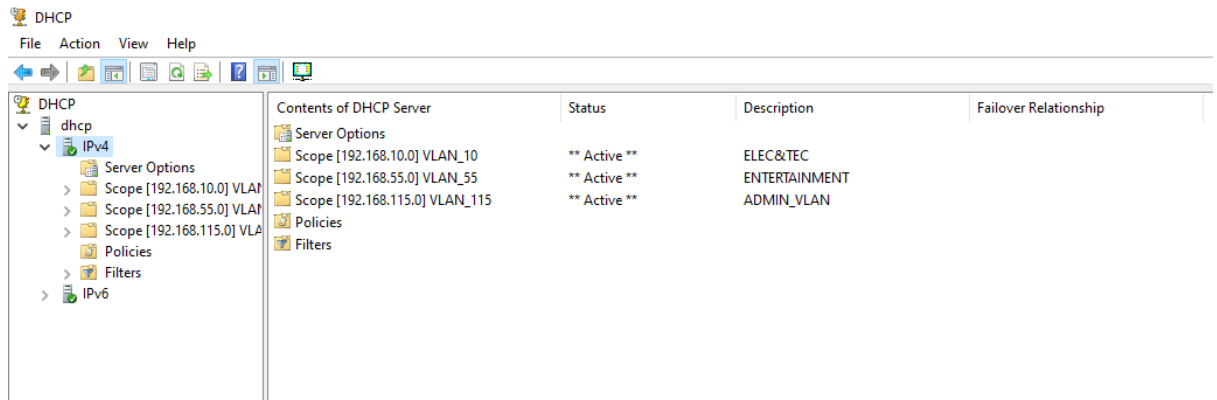 DHCP
File Action View Help
DHCP
dhcp
IPv4
Server Options
Scope [192.168.10.0] VLAN
Scope [192.168.55.0] VLAN
Scope [192.168.115.0] VLA
Policies
Filters
IPv6
Contents of DHCP Server Status Description Failover Relationship
Server Options
Scope [192.168.10.0] VLAN_10 ** Active ** ELEC&TEC
Scope [192.168.55.0] VLAN_55 ** Active ** ENTERTAINMENT
Scope [192.168.115.0] VLAN_115 ** Active ** ADMIN_VLAN
Policies
Filters